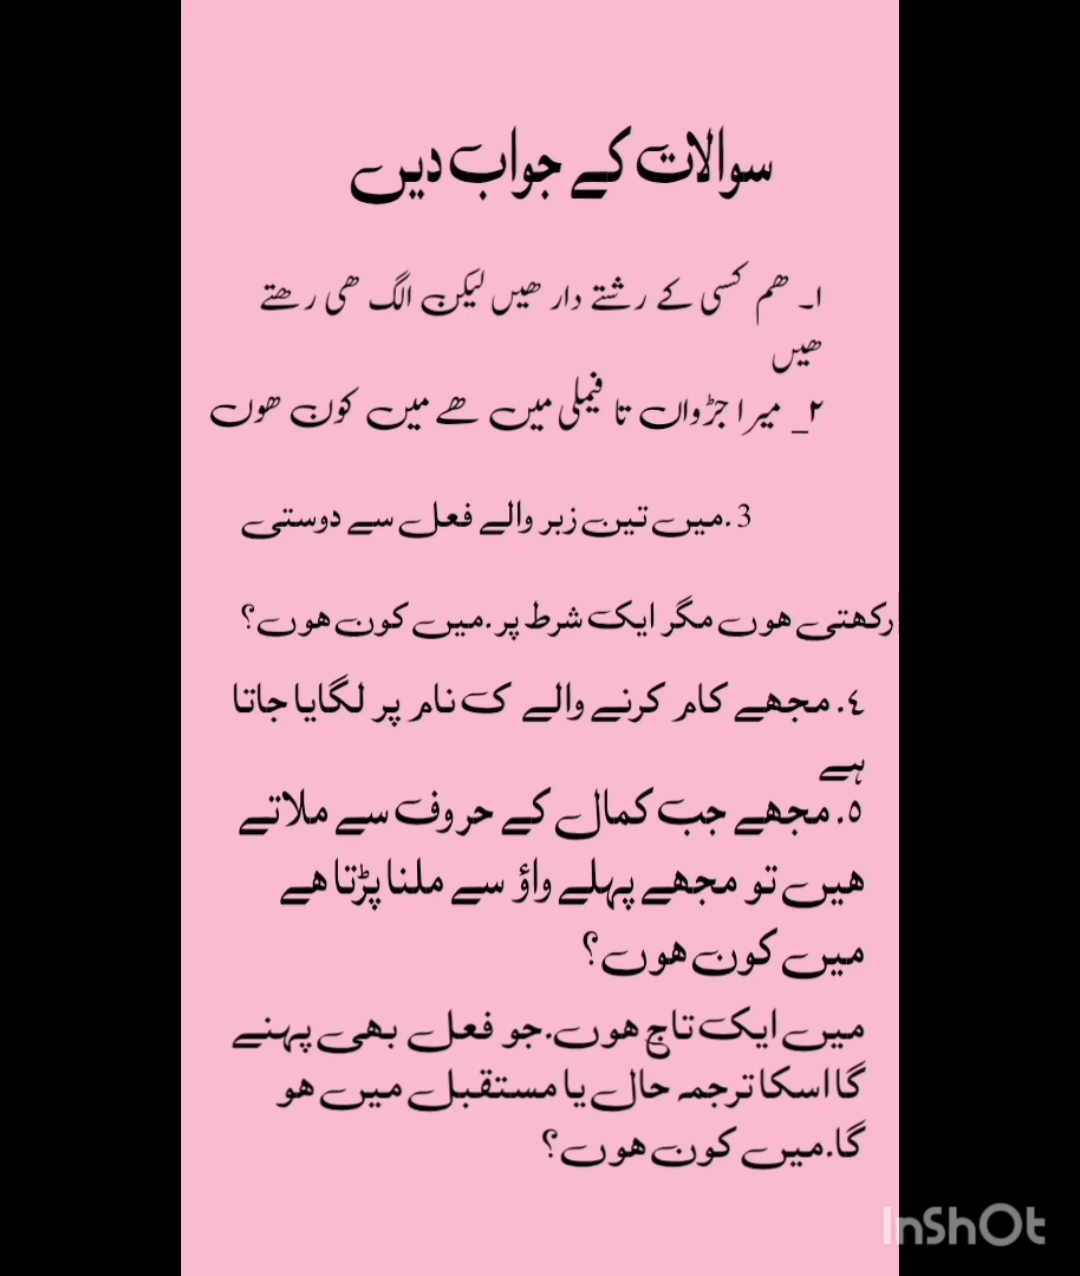 سوالات کے جواب دیں
۱۔ ھم کسی کے رشتے دار ھیں لیکن الگ ھی رھتے
ھیں
۲_ میرا جڑواں تا فیملی میں ھے میں کون ھوں
3.میں تین زبر والے فعل سے دوستی
رکھتی ھوں مگر ایک شرط پر.میں کون ھوں؟
٤. مجھے کام کرنے والے ک نام پر لگایا جاتا
ہے
٥. مجھے جب کمال کے حروف سے ملاتے
ھیں تو مجھے پہلے واؤ سے ملنا پڑتا ھے
میں کون ھوں؟
میں ایک تاج ھوں.جو فعل بھی پہنے
گا اسکا ترجمہ حال یا مستقبل میں ھو
گا.میں کون ھوں؟
InShOt